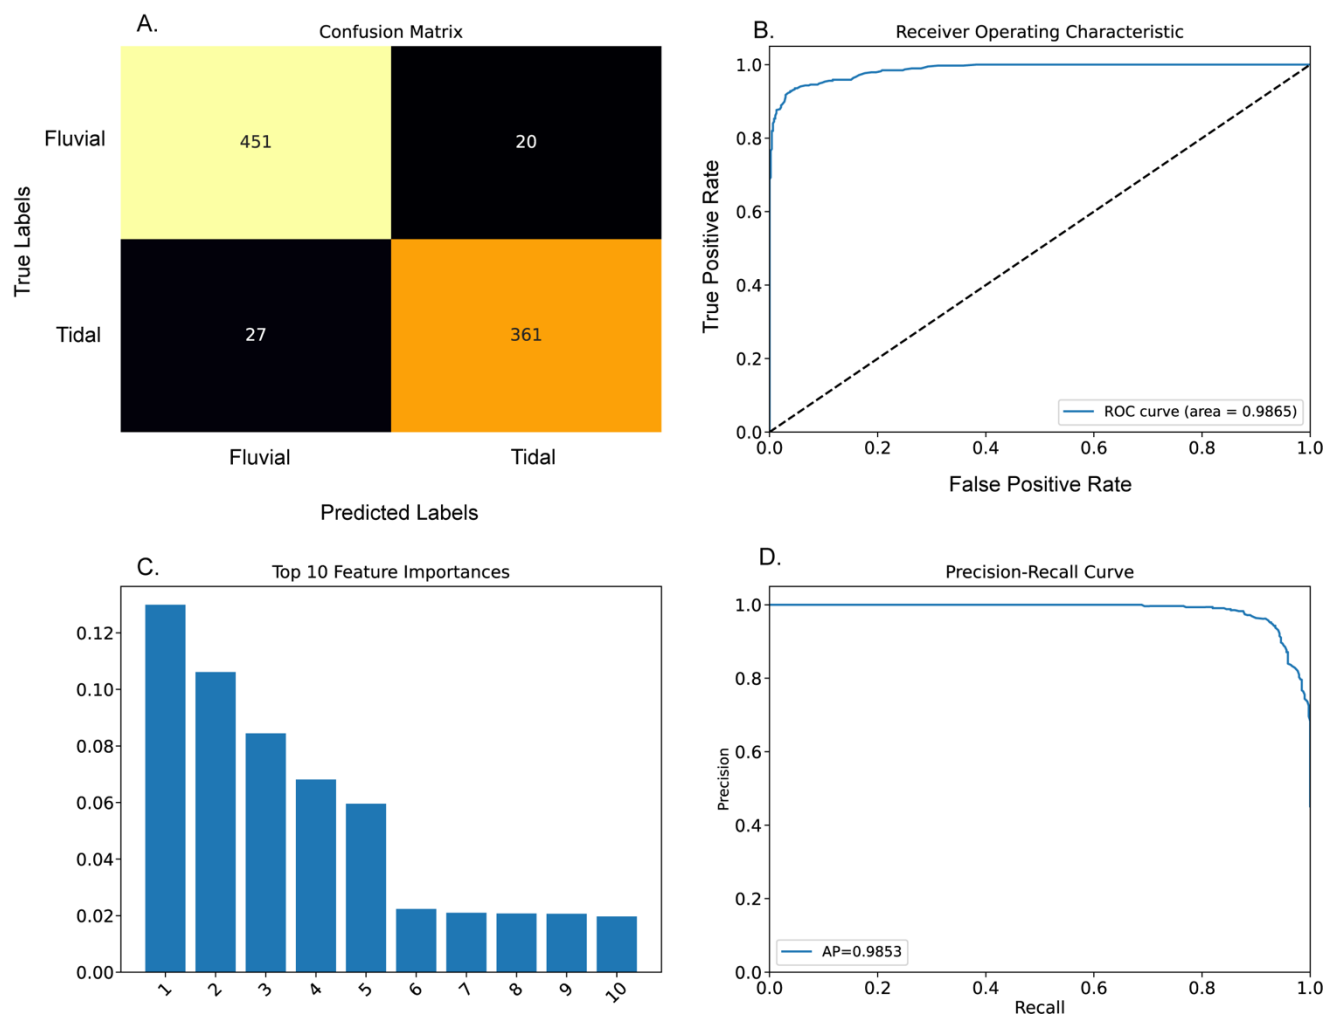 A.
Confusion Matrix
True Labels
Fluvial
451
20
Tidal
27
361
Fluvial
Tidal
Predicted Labels
B.
Receiver Operating Characteristic
True Positive Rate
1.0
0.8
0.6
0.4
0.2
0.0
ROC curve (area = 0.9865)
0.0 0.2 0.4 0.6 0.8 1.0
False Positive Rate
C.
Top 10 Feature Importances
0.12
0.10
0.08
0.06
0.04
0.02
0.00
1 2 3 4 5 6 7 8 9 10
D.
Precision-Recall Curve
Precision
1.0
0.8
0.6
0.4
0.2
0.0
AP=0.9853
0.0 0.2 0.4 0.6 0.8 1.0
Recall